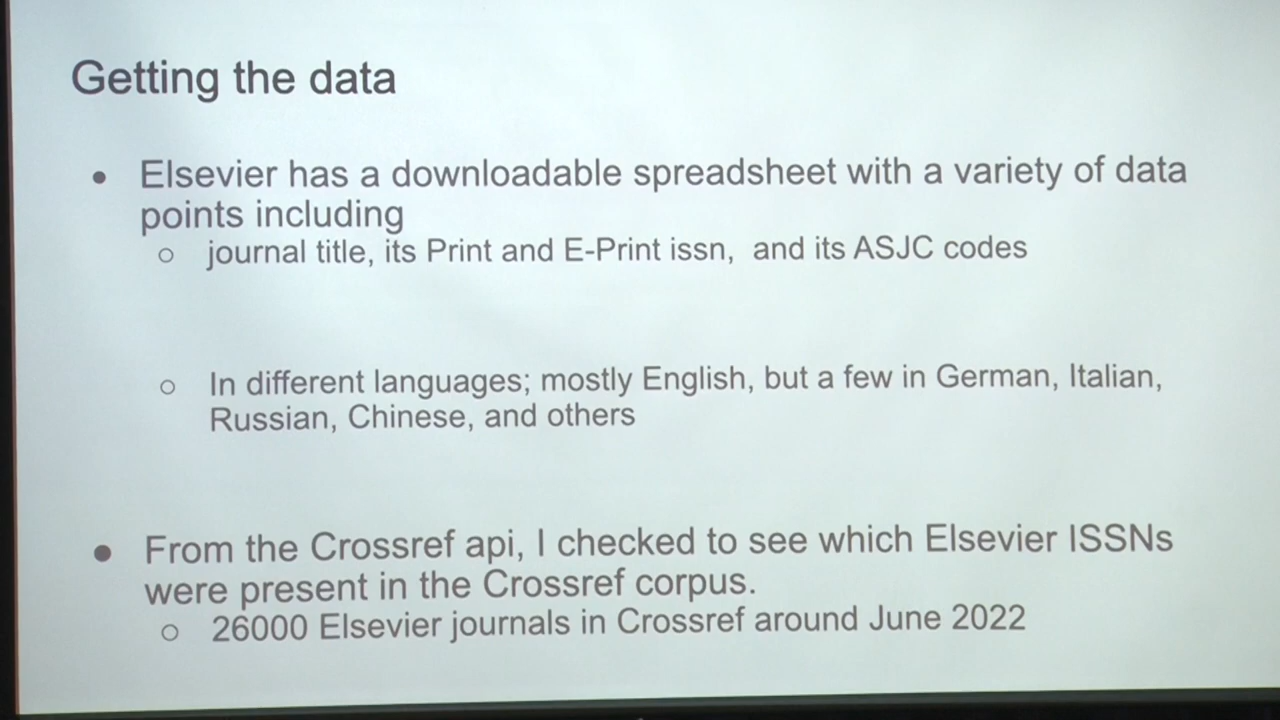 Getting the data
● Elsevier has a downloadable spreadsheet with a variety of data
points including
○ journal title, its Print and E-Print issn, and its ASJC codes
○ In different languages; mostly English, but a few in German, Italian,
Russian, Chinese, and others
● From the Crossref api, I checked to see which Elsevier ISSNs
were present in the Crossref corpus.
○ 26000 Elsevier journals in Crossref around June 2022